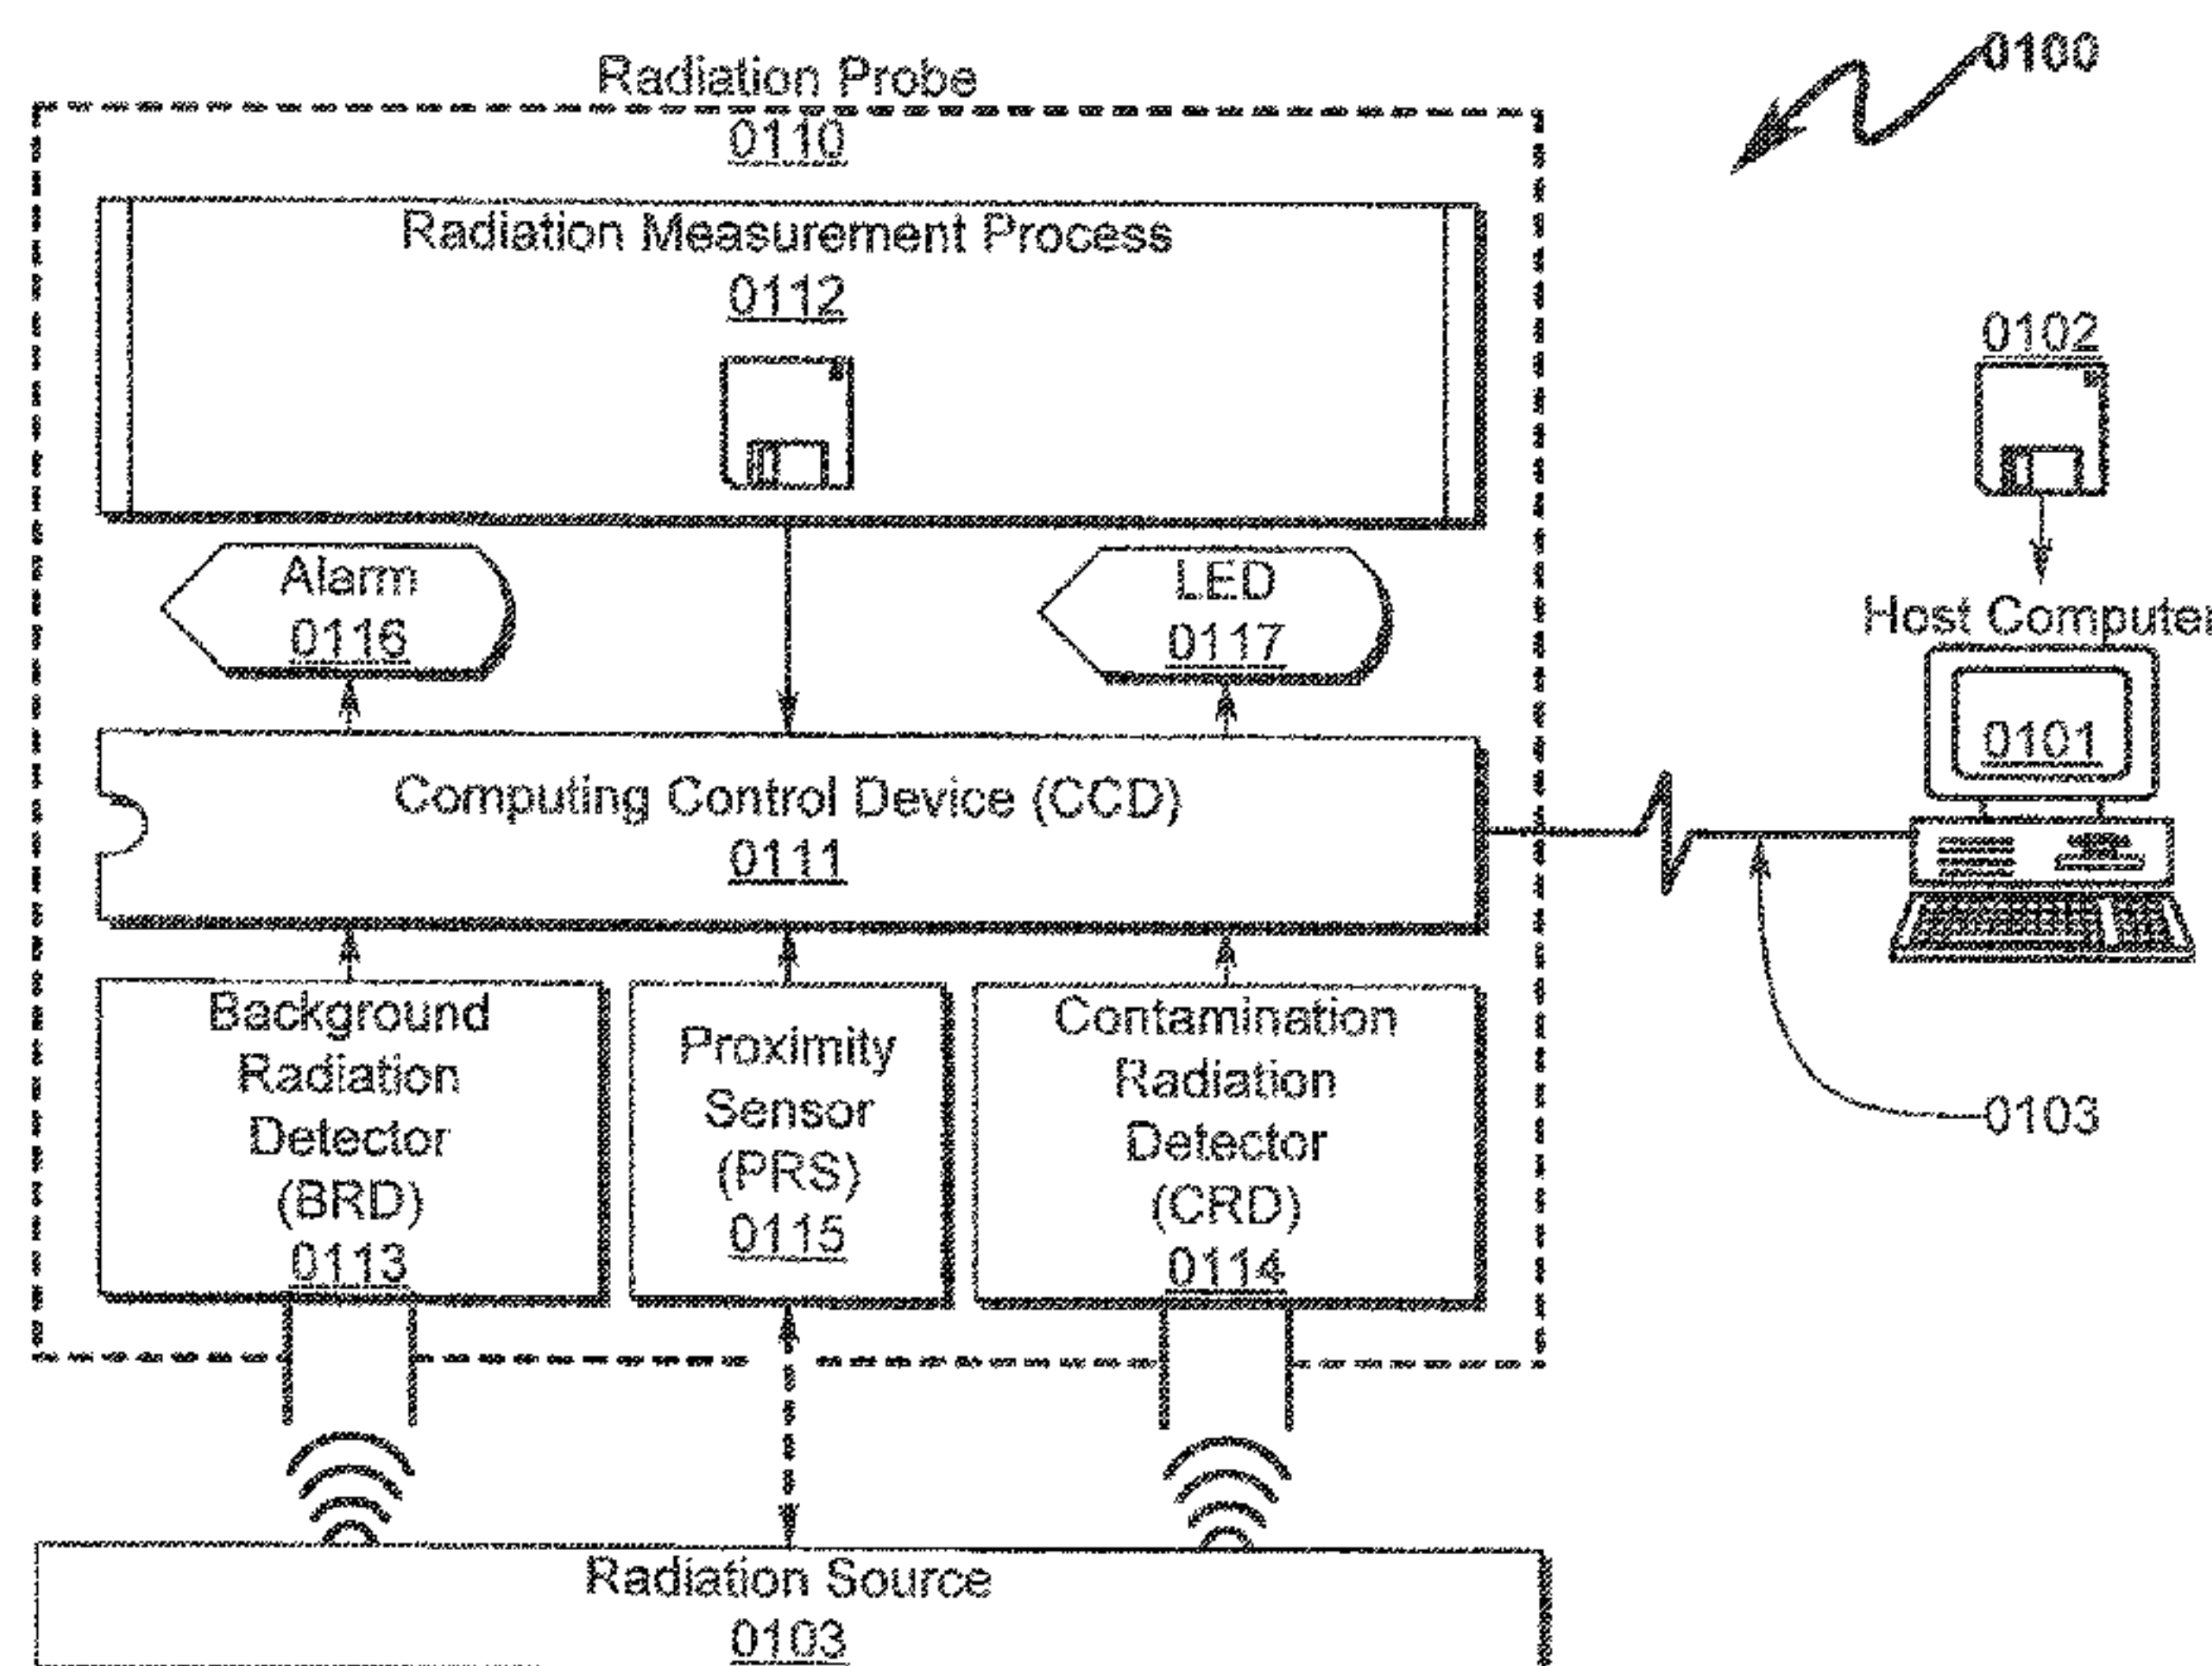 0100
Radiation Probe
0110
Radiation Measurement Process
0112
0102
Alarm
0116
LED
0117
Host Computer
0101
Computing Control Device (CCD)
0111
Background
Radiation
Detector
(BRD)
0113
Proximity
Sensor
(PRS)
0115
Contamination
Radiation
Detector
(CRD)
0114
0103
Radiation Source
0103